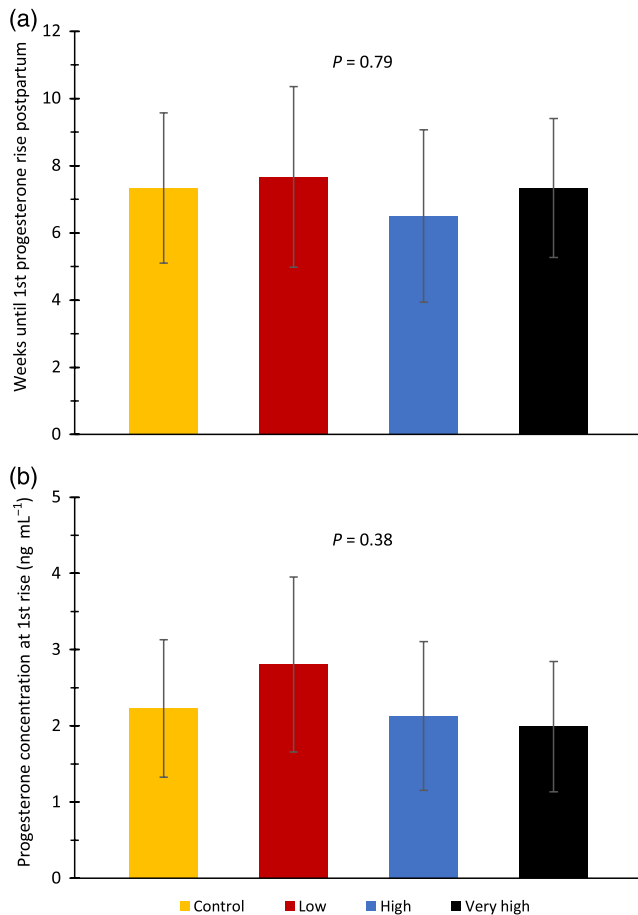 (a)
Weeks until 1st progesterone rise postpartum
12
10
8
6
4
2
0
P = 0.79
(b)
Progesterone concentration at 1st rise (ng mL⁻¹)
5
4
3
2
1
0
P = 0.38
Control Low High Very high